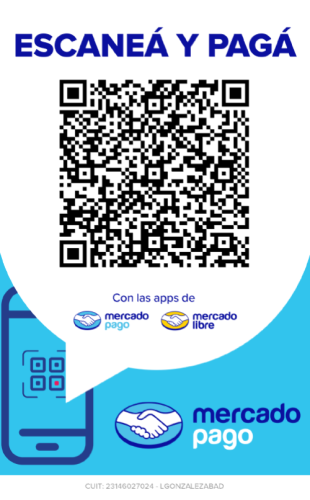 ESCANEÁ Y PAGÁ
Con las apps de
mercado pago
mercado libre
mercado
pago
CUIT: 23146027024 - LGONZALEZABAD